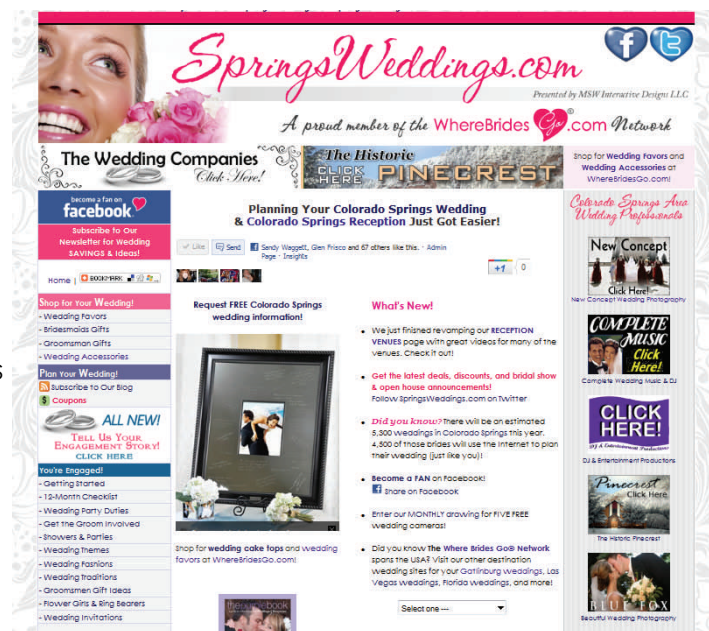 SpringsWeddings.com
Presented by MSW Interactive Designs LLC
A proud member of the WhereBrides Go®.com Network
The Wedding Companies
Click Here!
The Historic
CLICK HERE PINECREST
Shop for Wedding Favors and
Wedding Accessories at
WhereBridesGo.com!
become a fan on
facebook
Subscribe to Our
Newsletter for Wedding
SAVINGS & Ideas!
Home | BOOKMARK
Shop for Your Wedding!
- Wedding Favors
- Bridesmaids Gifts
- Groomsmen Gifts
- Wedding Accessories
Plan Your Wedding!
Subscribe to Our Blog
$ Coupons
ALL NEW!
TELL US YOUR
ENGAGEMENT STORY!
CLICK HERE
You're Engaged!
- Getting Started
- 12-Month Checklist
- Wedding Party Duties
- Get the Groom Involved
- Showers & Parties
- Wedding Themes
- Wedding Fashions
- Wedding Traditions
- Groomsmen Gift Ideas
- Flower Girls & Ring Bearers
- Wedding Invitations
s
Planning Your Colorado Springs Wedding
& Colorado Springs Reception Just Got Easier!
Like Send Sandy Waggett, Glen Frisco and 67 others like this. · Admin
Page · Insights
+1 0
Request FREE Colorado Springs
wedding information!
Shop for wedding cake tops and wedding
favors at WhereBridesGo.com!
What's New!
• We just finished revamping our RECEPTION
VENUES page with great videos for many of the
venues. Check it out!
• Get the latest deals, discounts, and bridal show
& open house announcements!
Follow SpringsWeddings.com on Twitter
• Did you know? There will be an estimated
5,300 weddings in Colorado Springs this year.
4,500 of those brides will use the internet to plan
their wedding (just like you)!
• Become a FAN on Facebook!
Share on Facebook
• Enter our MONTHLY drawing for FIVE FREE
wedding cameras!
• Did you know The Where Brides Go® Network
spans the USA? Visit our other destination
wedding sites for your Gatlinburg weddings, Las
Vegas weddings, Florida weddings, and more!
Select one ---
Colorado Springs Area
Wedding Professionals
New Concept
Click Here!
New Concept Wedding Photography
COMPLETE
MUSIC
Click
Here!
Complete Wedding Music & DJ
CLICK
HERE!
DJ & Entertainment Productions
Pinecrest
Click Here
The Historic Pinecrest
BLUE FOX
Beautiful Wedding Photography